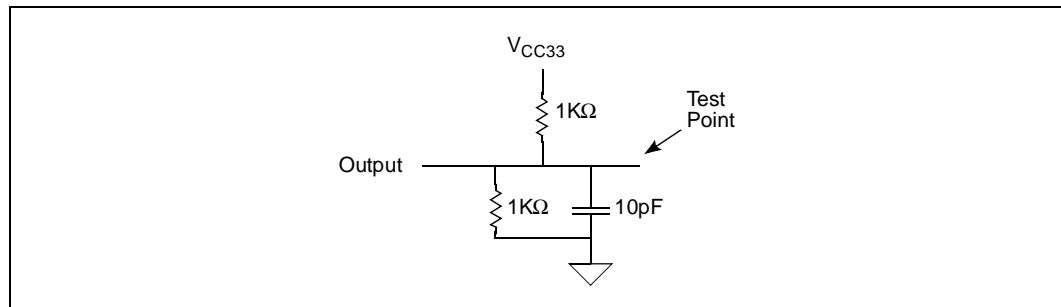 VCC33
1KΩ
Test
Point
Output
1KΩ
10pF